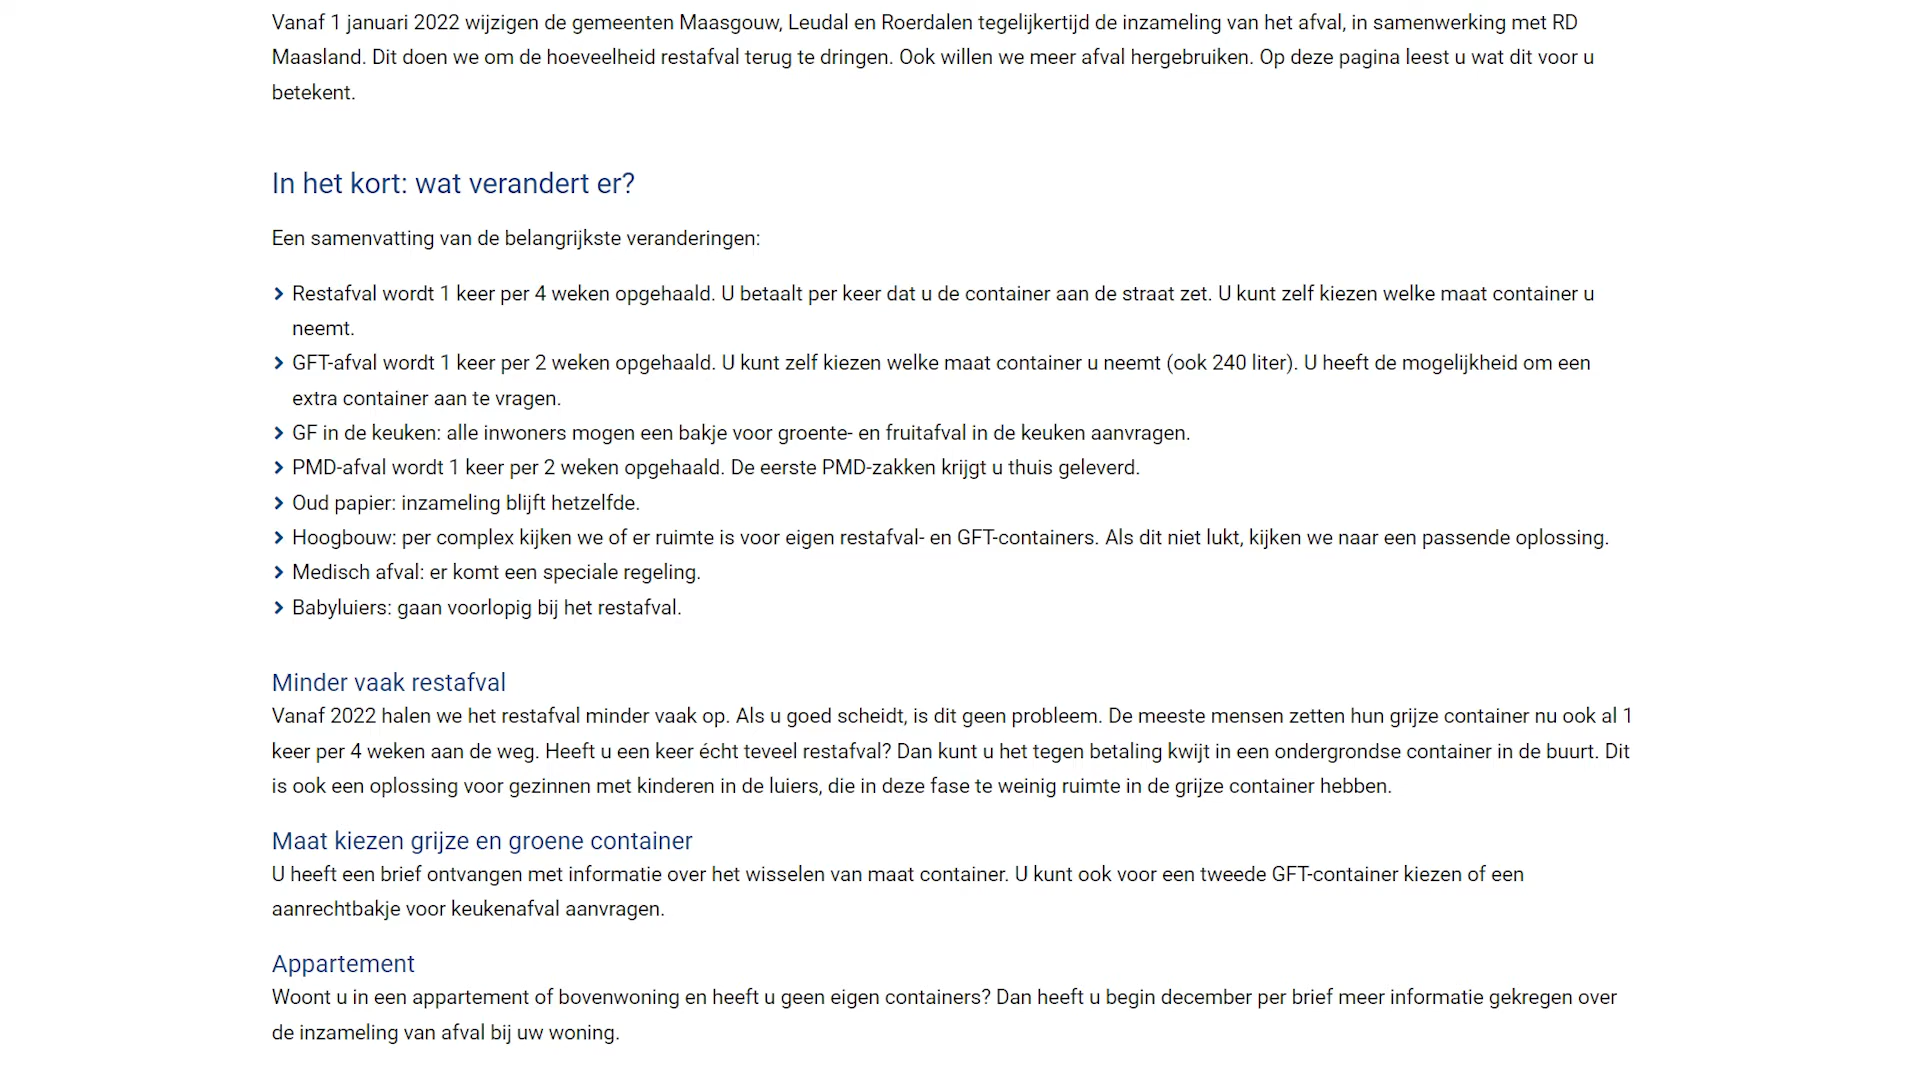 Vanaf 1 januari 2022 wijzigen de gemeenten Maasgouw, Leudal en Roerdalen tegelijkertijd de inzameling van het afval, in samenwerking met RD
Maasland. Dit doen we om de hoeveelheid restafval terug te dringen. Ook willen we meer afval hergebruiken. Op deze pagina leest u wat dit voor u
betekent.
In het kort: wat verandert er?
Een samenvatting van de belangrijkste veranderingen:
Restafval wordt 1 keer per 4 weken opgehaald. U betaalt per keer dat u de container aan de straat zet. U kunt zelf kiezen welke maat container u
neemt.
GFT-afval wordt 1 keer per 2 weken opgehaald. U kunt zelf kiezen welke maat container u neemt (ook 240 liter). U heeft de mogelijkheid om een
extra container aan te vragen.
GF in de keuken: alle inwoners mogen een bakje voor groente- en fruitafval in de keuken aanvragen.
PMD-afval wordt 1 keer per 2 weken opgehaald. De eerste PMD-zakken krijgt u thuis geleverd.
Oud papier: inzameling blijft hetzelfde.
Hoogbouw: per complex kijken we of er ruimte is voor eigen restafval- en GFT-containers. Als dit niet lukt, kijken we naar een passende oplossing.
Medisch afval: er komt een speciale regeling.
Babyluiers: gaan voorlopig bij het restafval.
Minder vaak restafval
Vanaf 2022 halen we het restafval minder vaak op. Als u goed scheidt, is dit geen probleem. De meeste mensen zetten hun grijze container nu ook al 1
keer per 4 weken aan de weg. Heeft u een keer écht teveel restafval? Dan kunt u het tegen betaling kwijt in een ondergrondse container in de buurt. Dit
is ook een oplossing voor gezinnen met kinderen in de luiers, die in deze fase te weinig ruimte in de grijze container hebben.
Maat kiezen grijze en groene container
U heeft een brief ontvangen met informatie over het wisselen van maat container. U kunt ook voor een tweede GFT-container kiezen of een
aanrechtbakje voor keukenafval aanvragen.
Appartement
Woont u in een appartement of bovenwoning en heeft u geen eigen containers? Dan heeft u begin december per brief meer informatie gekregen over
de inzameling van afval bij uw woning.